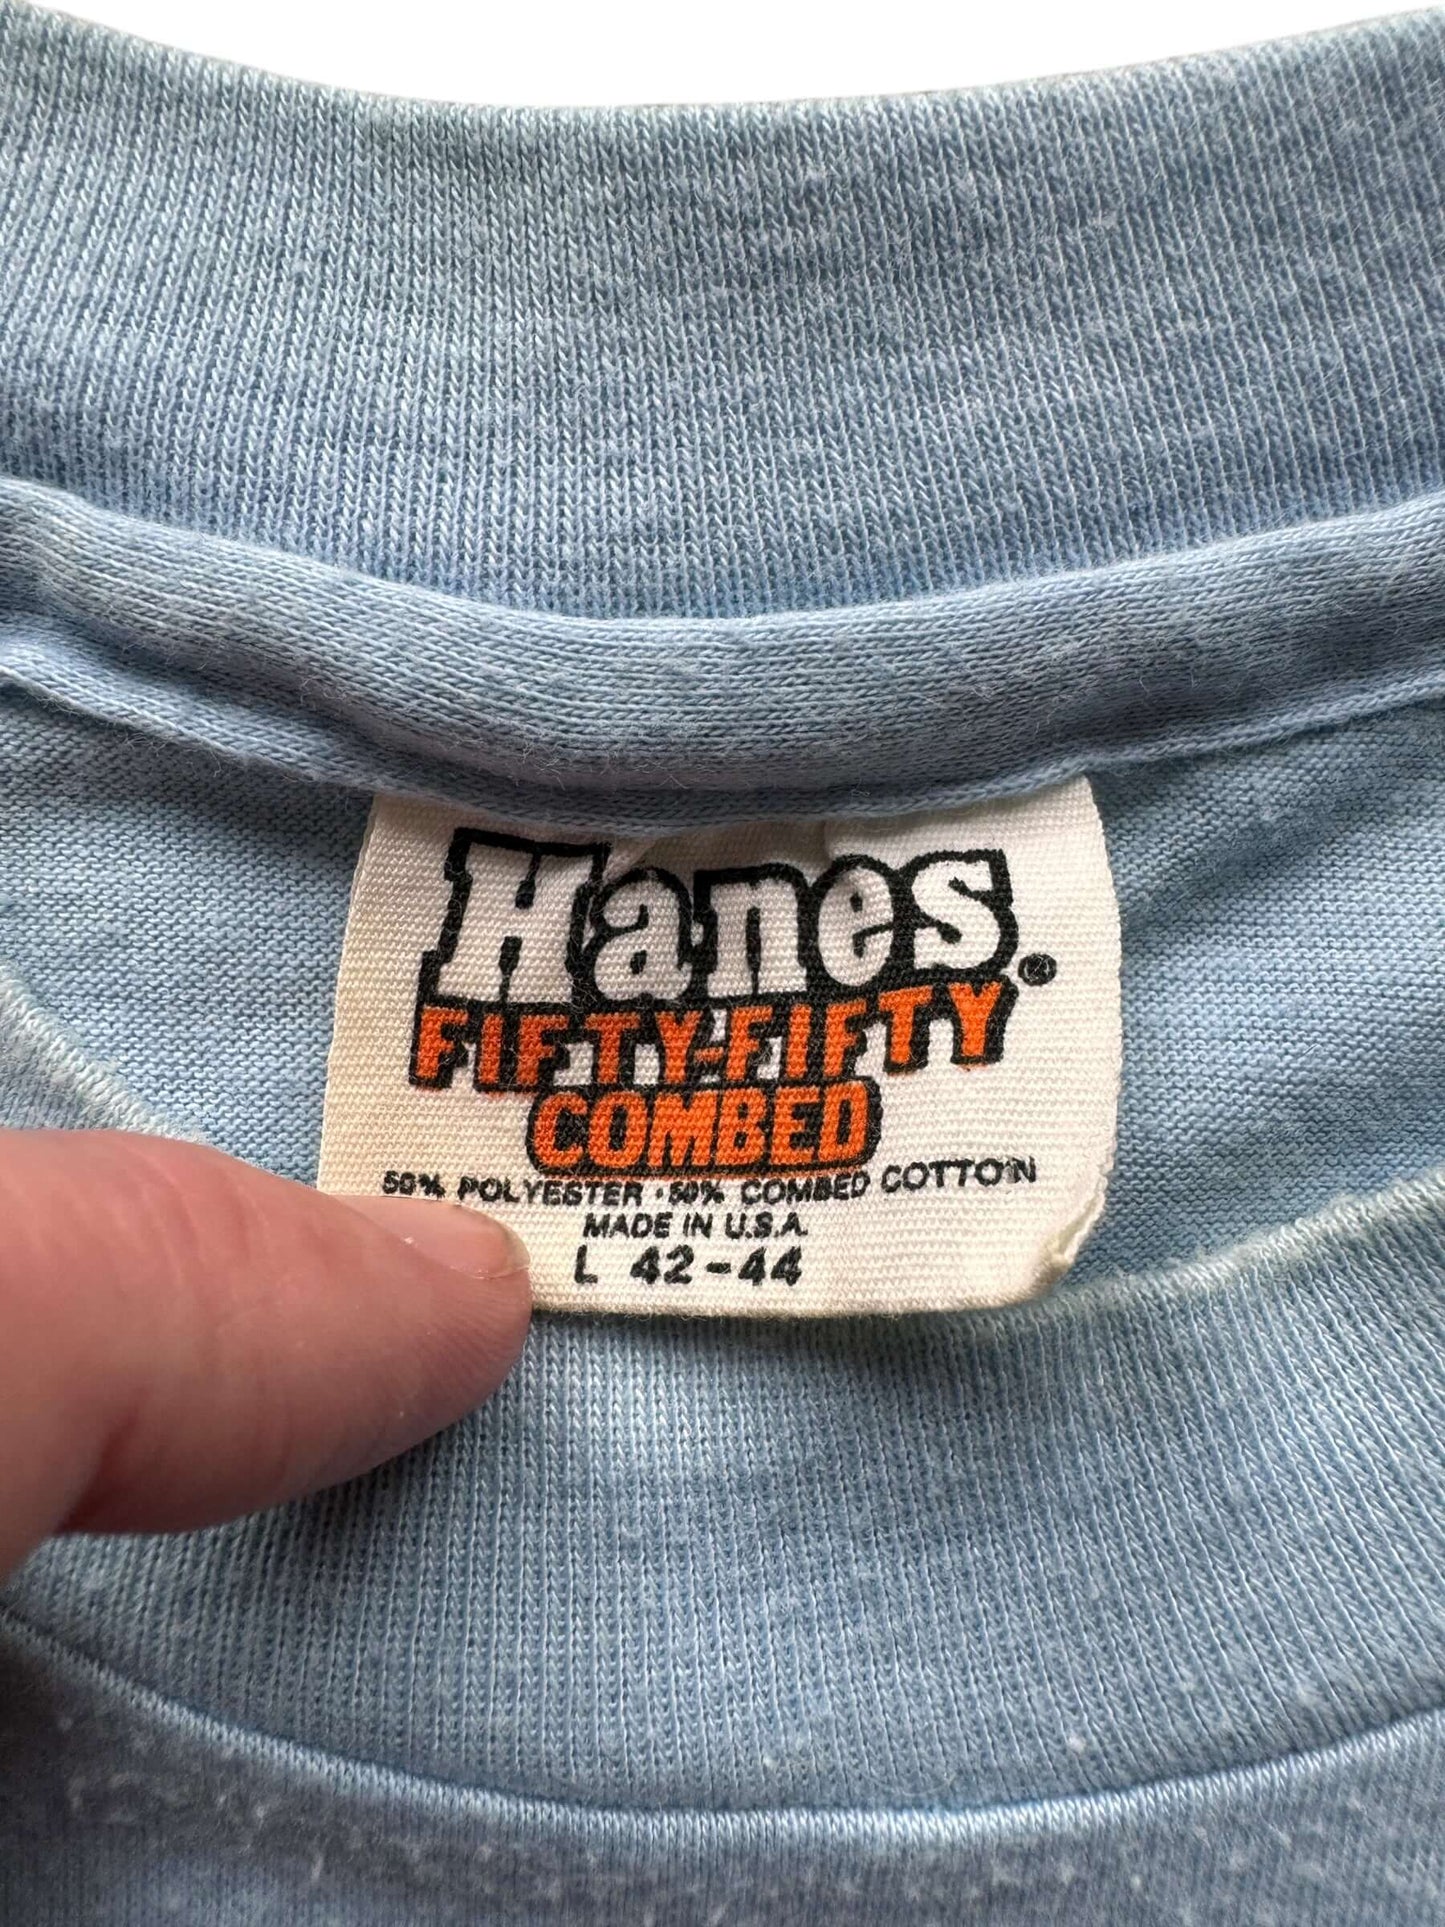 Hanes®
FIFTY-FIFTY
COMBED
50% POLYESTER • 50% COMBED COTTON
MADE IN U.S.A.
L 42-44